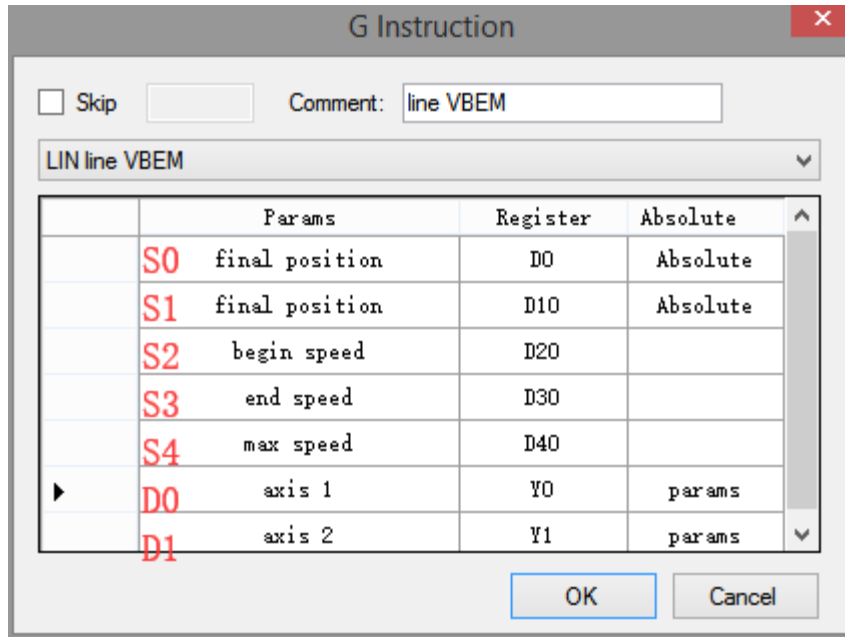 G Instruction
Skip Comment: line VBEM
LIN line VBEM
Params Register Absolute
S0 final position D0 Absolute
S1 final position D10 Absolute
S2 begin speed D20
S3 end speed D30
S4 max speed D40
D0 axis 1 Y0 params
D1 axis 2 Y1 params
OK Cancel